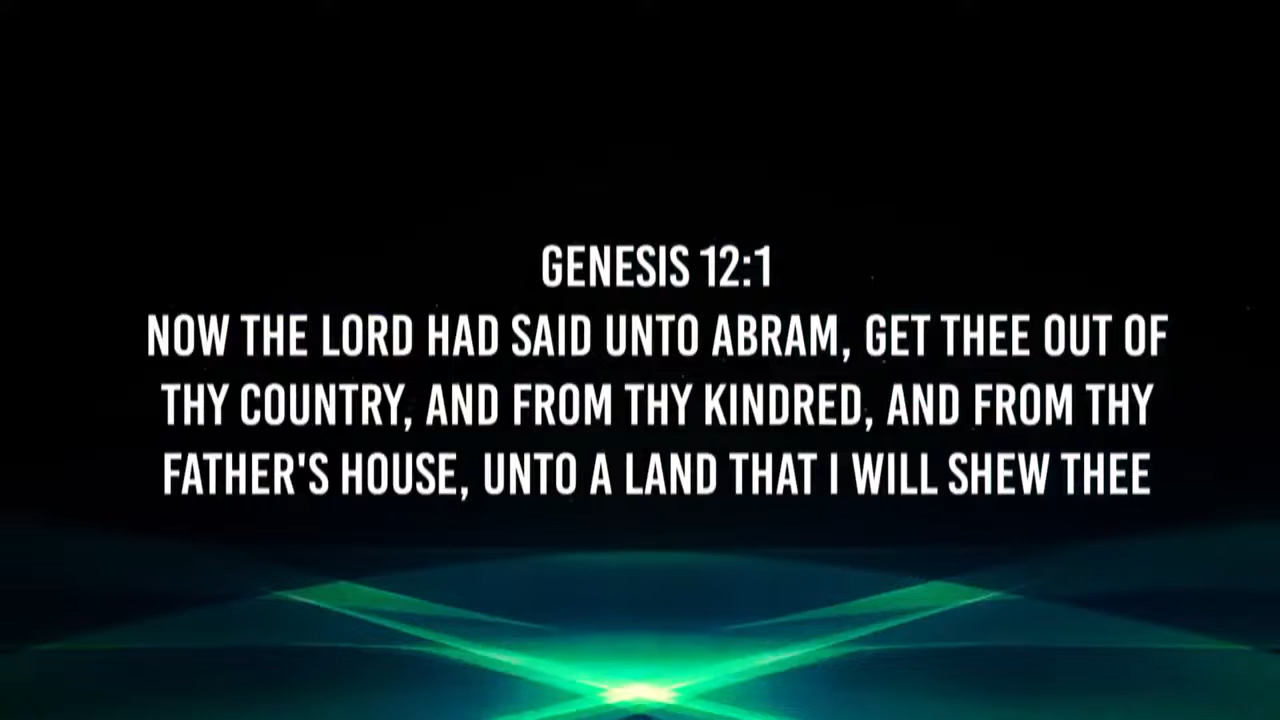 GENESIS 12:1
NOW THE LORD HAD SAID UNTO ABRAM, GET THEE OUT OF
THY COUNTRY, AND FROM THY KINDRED, AND FROM THY
FATHER'S HOUSE, UNTO A LAND THAT I WILL SHEW THEE